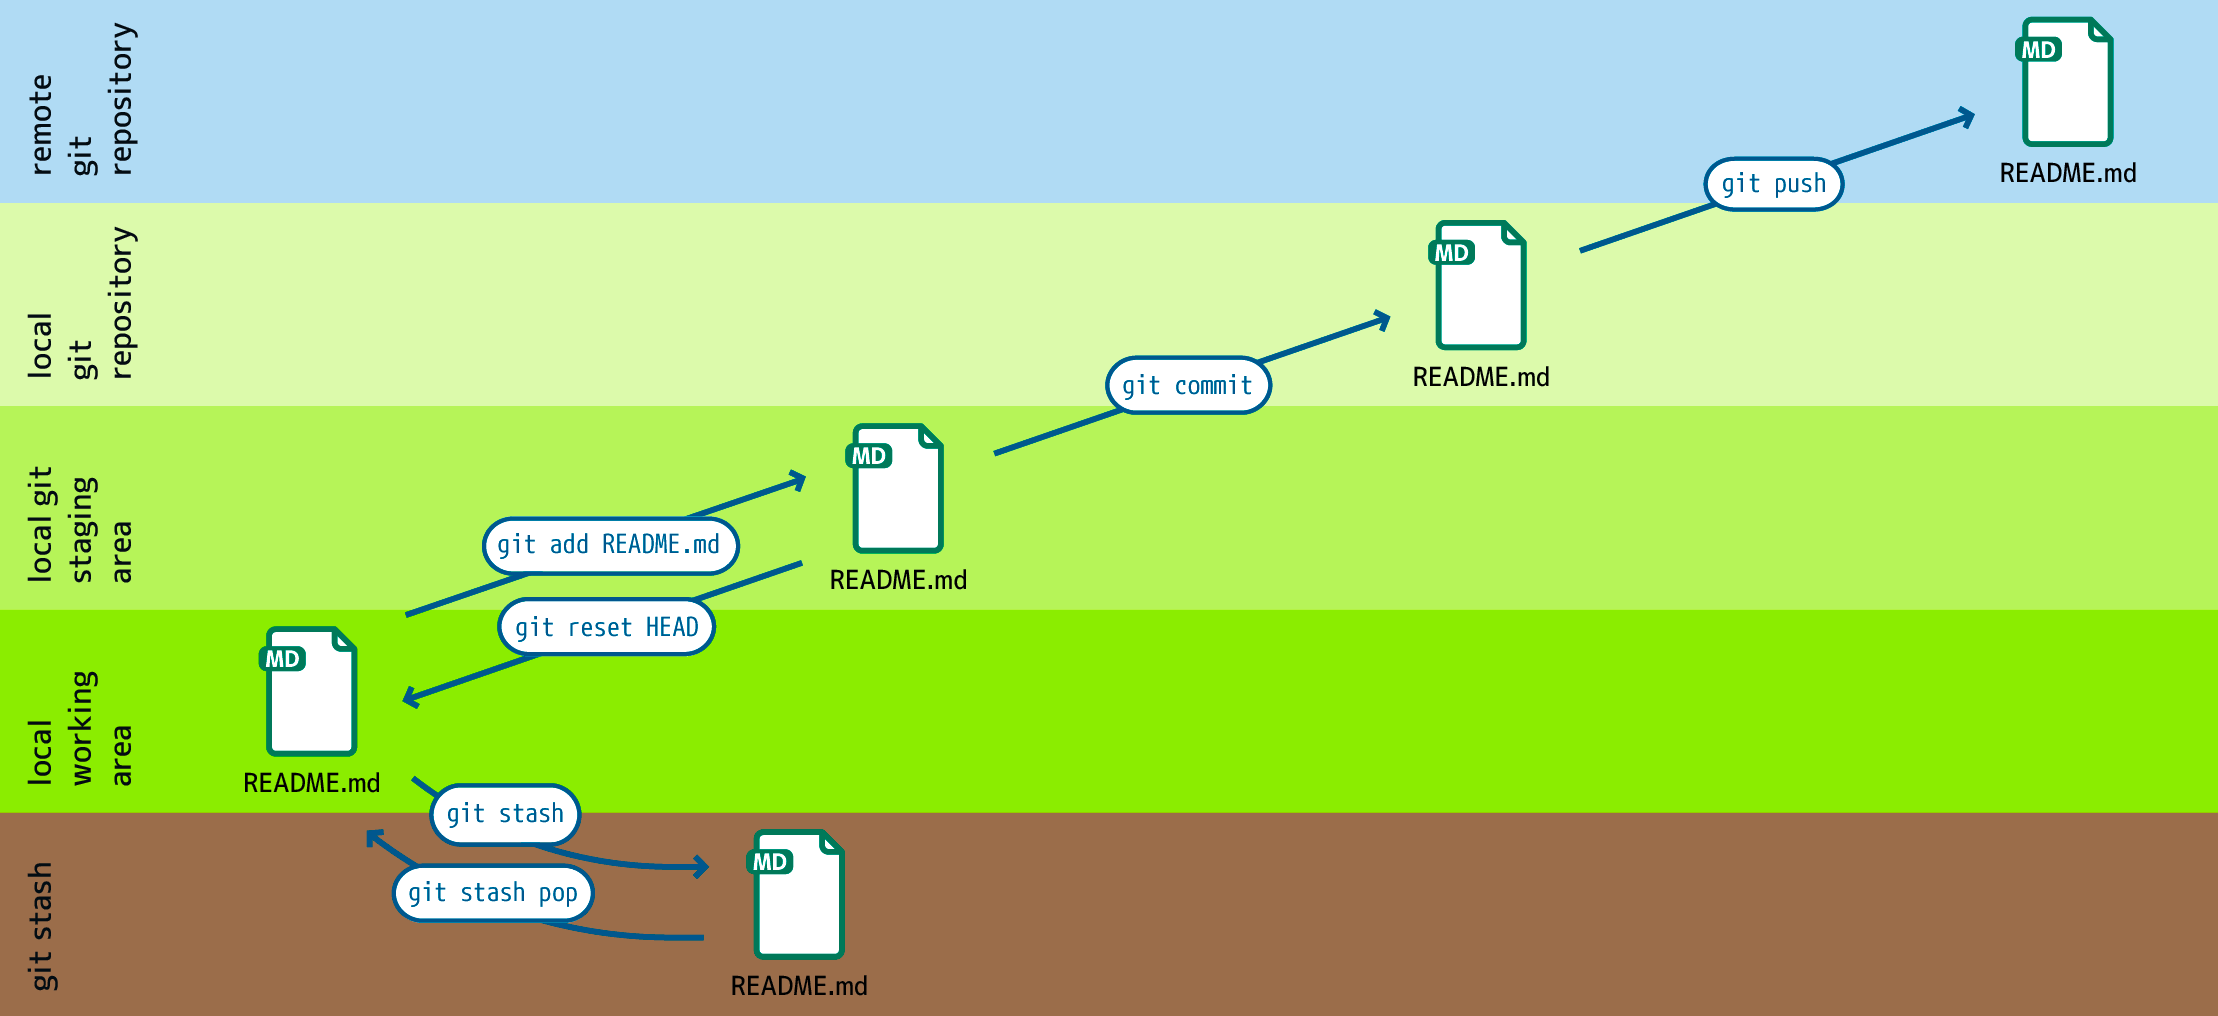 remote
git
repository
MD
README.md
git push
local
git
repository
MD
README.md
git commit
local git
staging
area
MD
README.md
git add README.md
git reset HEAD
local
working
area
MD
README.md
git stash
git stash
MD
README.md
git stash pop